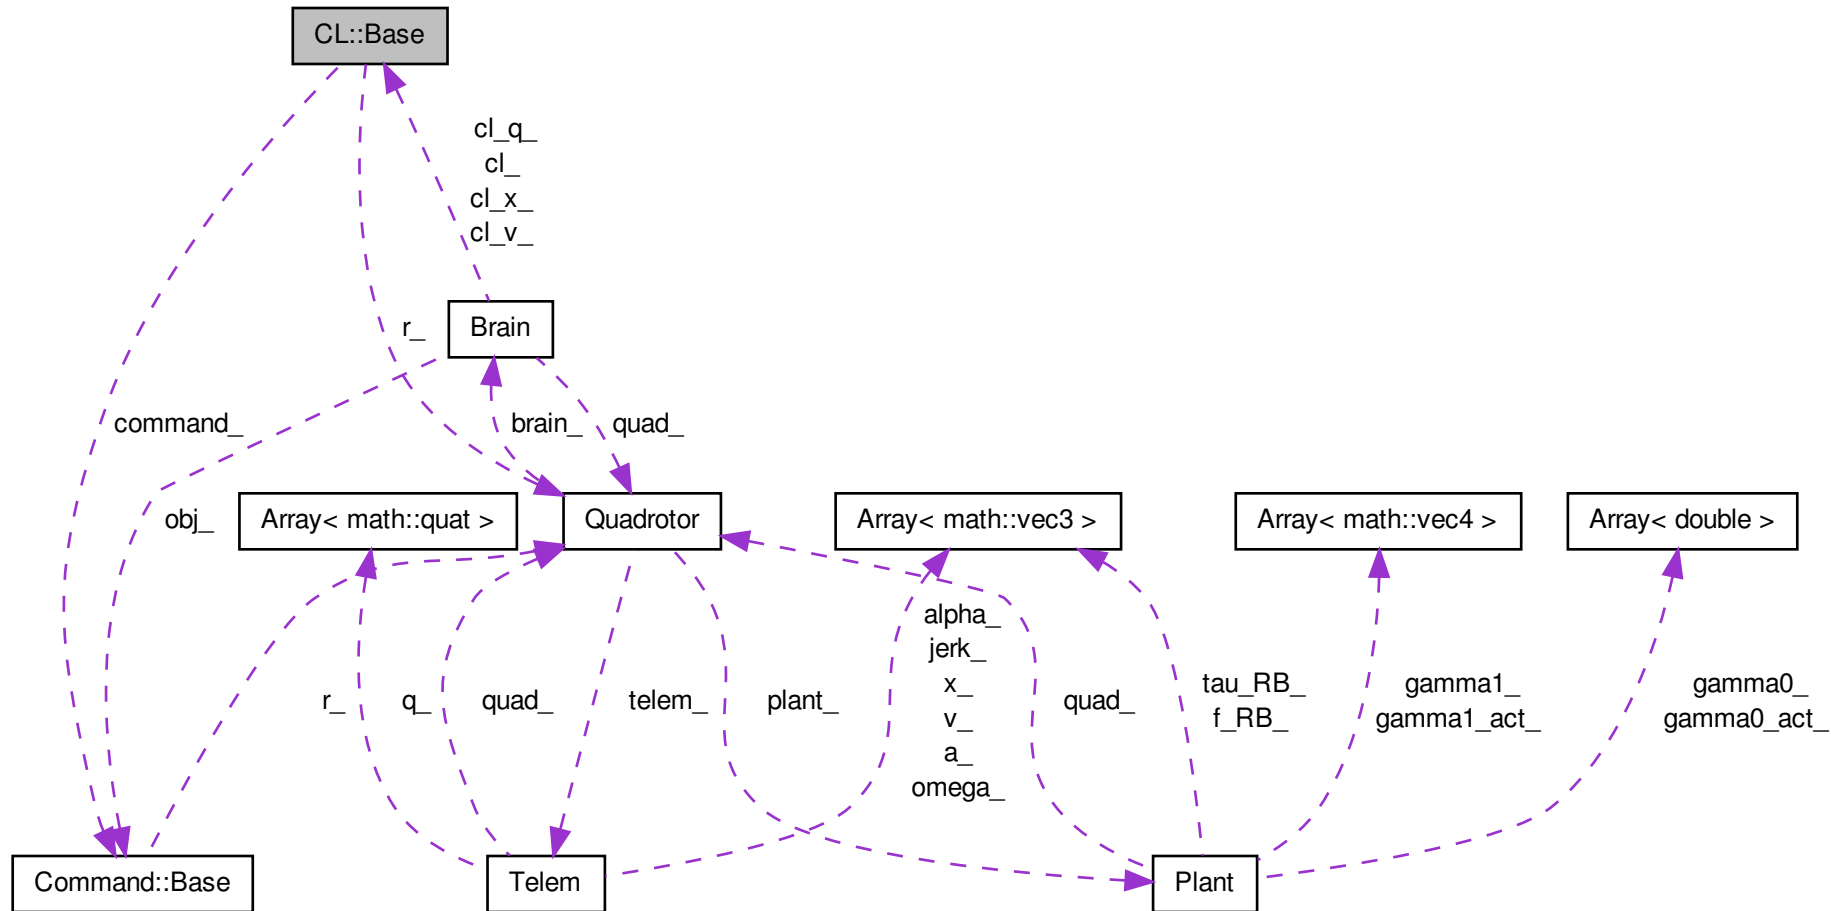 CL::Base
cl_q_
cl_
cl_x_
cl_v_
r_
Brain
command_
brain_
quad_
obj_
Array< math::quat >
Quadrotor
Array< math::vec3 >
Array< math::vec4 >
Array< double >
r_
q_
quad_
telem_
plant_
alpha_
jerk_
x_
v_
a_
omega_
quad_
tau_RB_
f_RB_
gamma1_
gamma1_act_
gamma0_
gamma0_act_
Command::Base
Telem
Plant